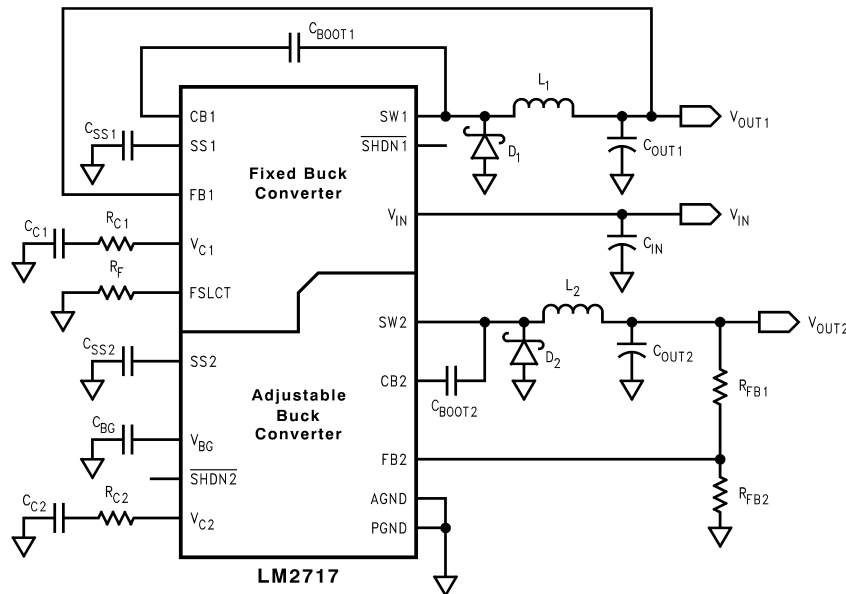 CBOOT1
CB1
SW1
L1
VOUT1
CSS1
SS1
SHDN1
D1
COUT1
Fixed Buck
Converter
FB1
VIN
VIN
CC1
RC1
VC1
CIN
RF
FSLCT
L2
SW2
VOUT2
CSS2
SS2
D2
COUT2
CB2
CBOOT2
RFB1
Adjustable
Buck
Converter
CBG
VBG
FB2
SHDN2
RFB2
CC2
RC2
VC2
AGND
PGND
LM2717